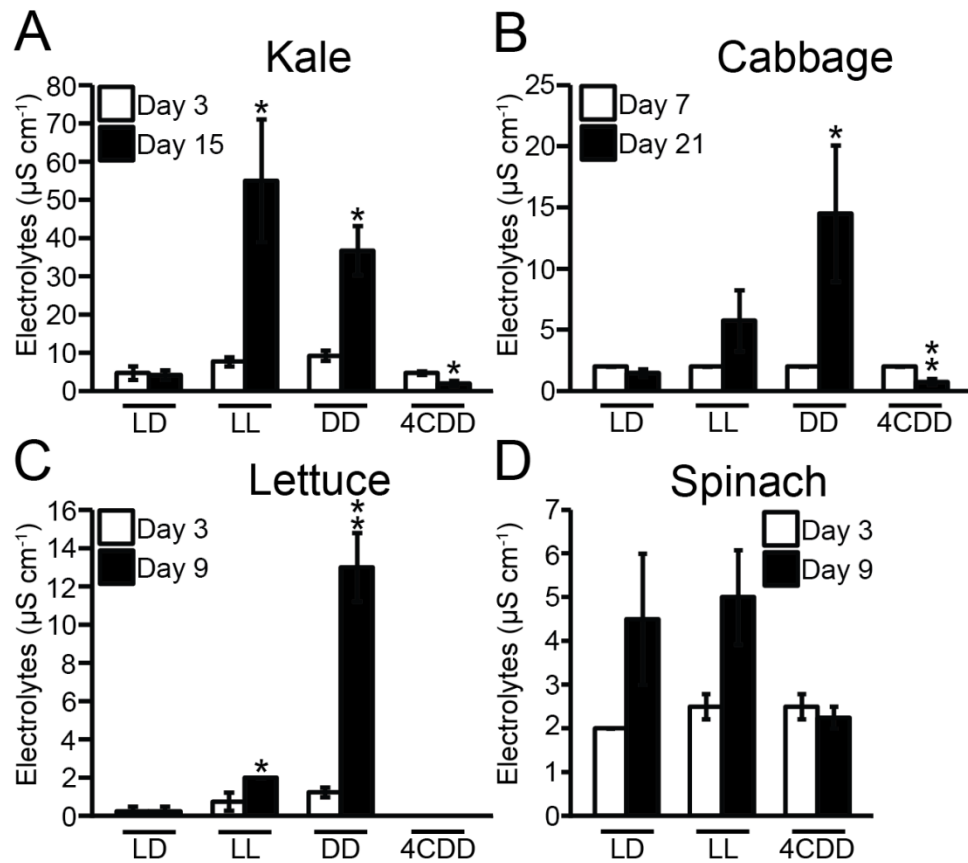 A
Kale
Electrolytes (µS cm⁻¹)
80
70
60
50
40
30
20
10
0
Day 3
Day 15
*
*
*
LD
LL
DD
4CDD
B
Cabbage
Electrolytes (µS cm⁻¹)
25
20
15
10
5
0
Day 7
Day 21
*
**
LD
LL
DD
4CDD
C
Lettuce
Electrolytes (µS cm⁻¹)
16
14
12
10
8
6
4
2
0
Day 3
Day 9
*
**
LD
LL
DD
4CDD
D
Spinach
Electrolytes (µS cm⁻¹)
7
6
5
4
3
2
1
0
Day 3
Day 9
LD
LL
4CDD